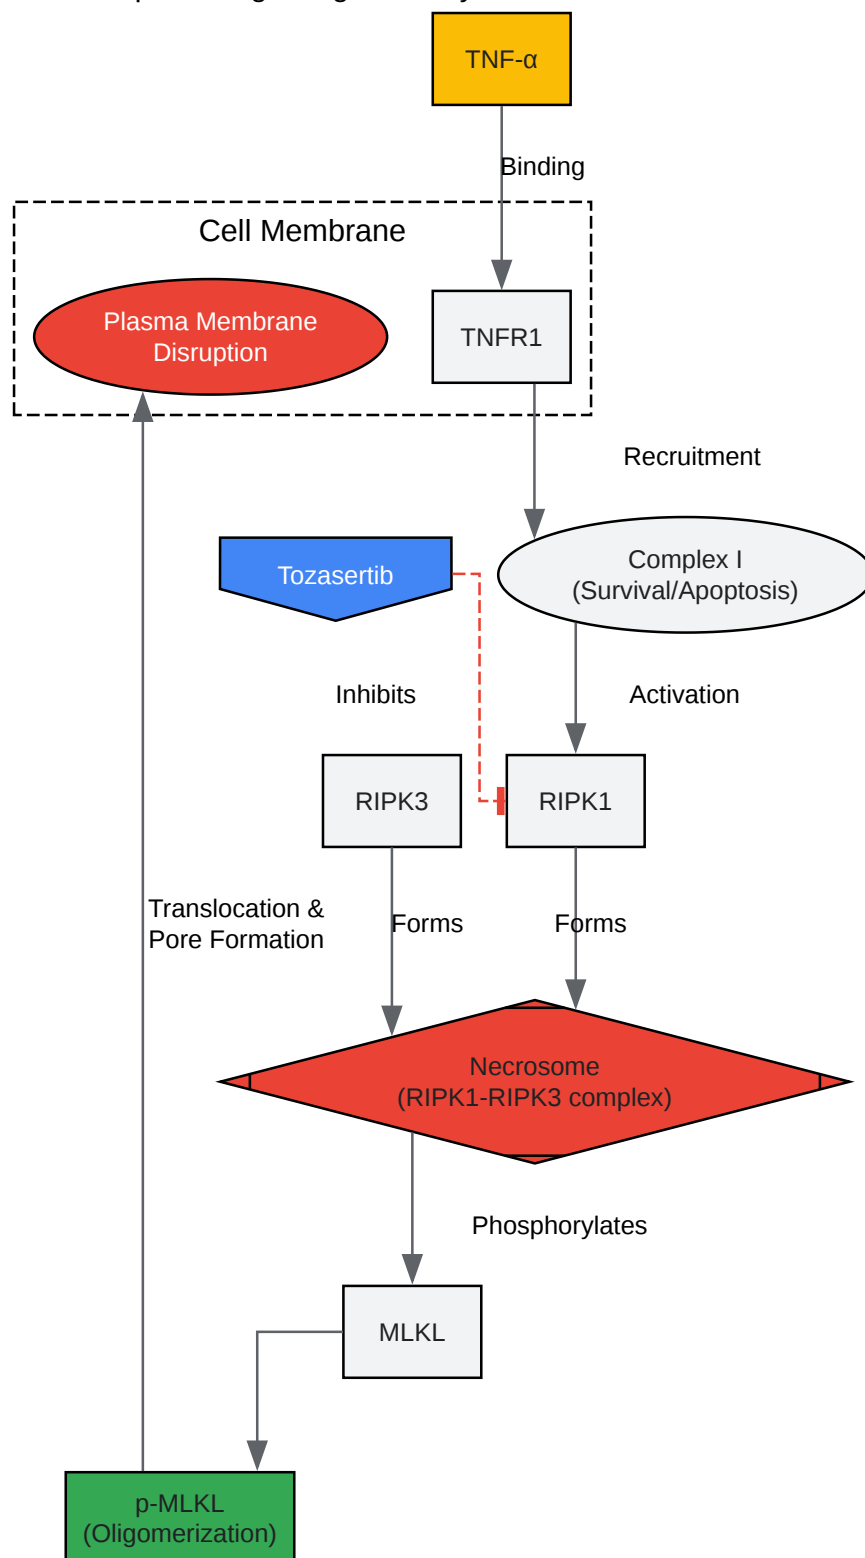 TNF-α
Binding
Cell Membrane
Plasma Membrane
Disruption
TNFR1
Recruitment
Complex I
(Survival/Apoptosis)
Tozasertib
Inhibits
Activation
RIPK3
RIPK1
Translocation &
Pore Formation
Forms
Forms
Necrosome
(RIPK1-RIPK3 complex)
Phosphorylates
MLKL
p-MLKL
(Oligomerization)